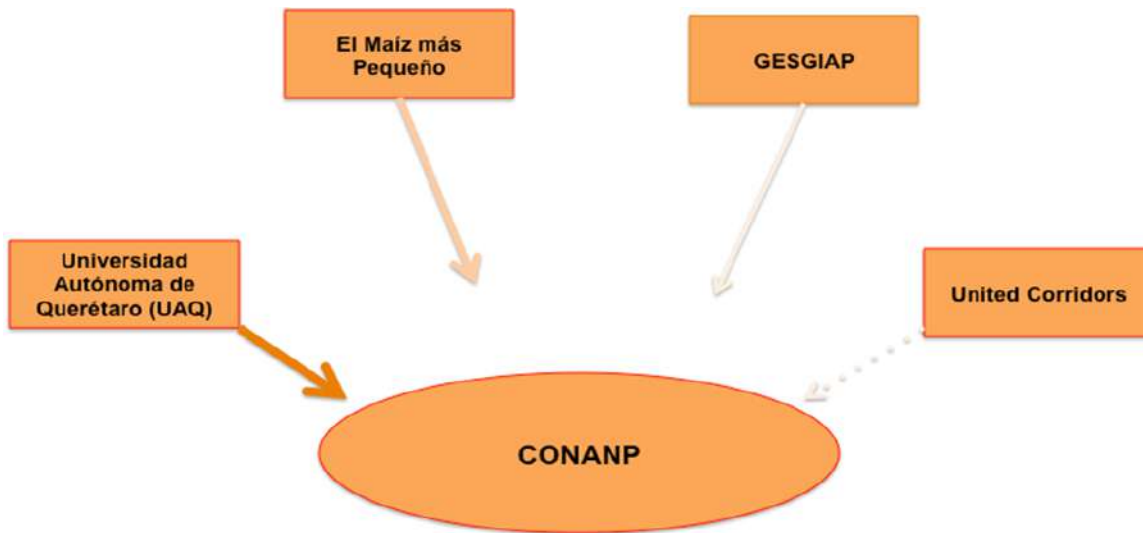 El Maíz más
Pequeño
GESGIAP
Universidad
Autónoma de
Querétaro (UAQ)
United Corridors
CONANP